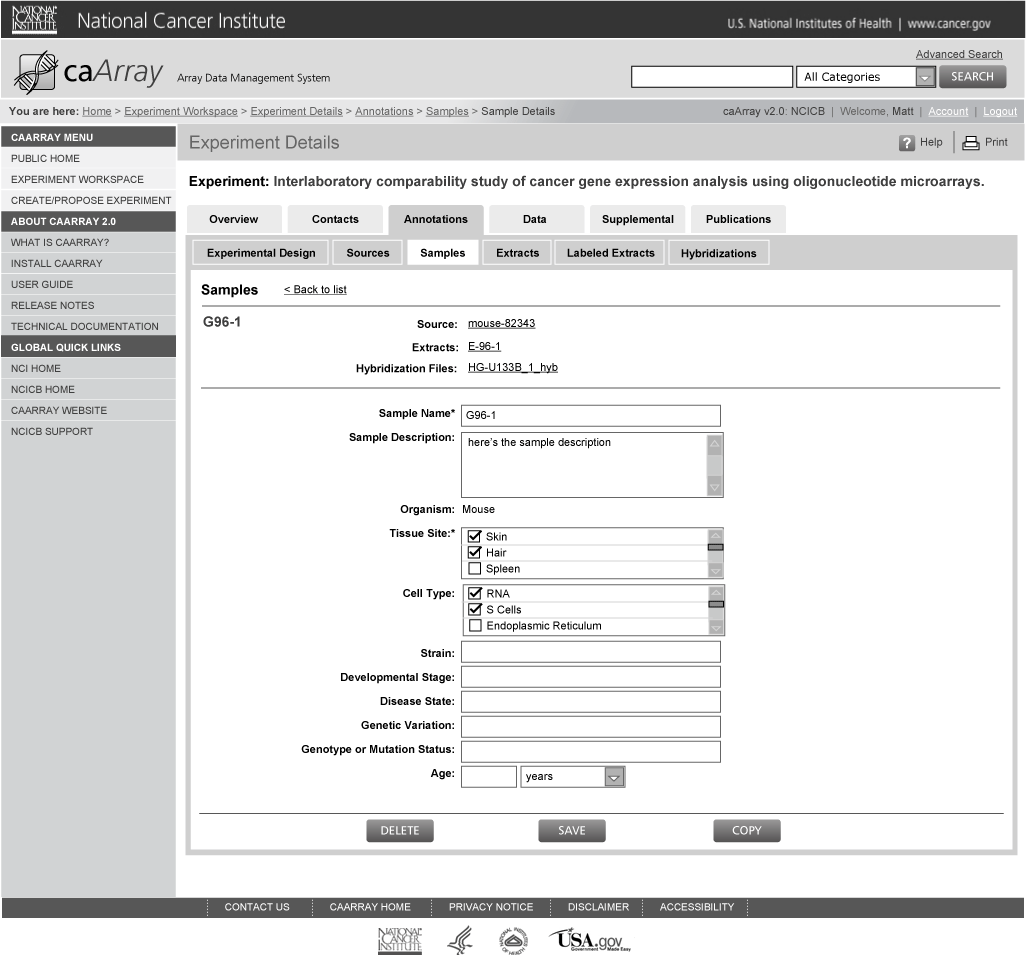 NATIONAL CANCER INSTITUTE National Cancer Institute U.S. National Institutes of Health | www.cancer.gov
Advanced Search
caArray Array Data Management System All Categories SEARCH
You are here: Home > Experiment Workspace > Experiment Details > Annotations > Samples > Sample Details caArray v2.0: NCICB | Welcome, Matt | Account | Logout
CAARRAY MENU
PUBLIC HOME
EXPERIMENT WORKSPACE
CREATE/PROPOSE EXPERIMENT
ABOUT CAARRAY 2.0
WHAT IS CAARRAY?
INSTALL CAARRAY
USER GUIDE
RELEASE NOTES
TECHNICAL DOCUMENTATION
GLOBAL QUICK LINKS
NCI HOME
NCICB HOME
CAARRAY WEBSITE
NCICB SUPPORT
Experiment Details ? Help Print
Experiment: Interlaboratory comparability study of cancer gene expression analysis using oligonucleotide microarrays.
Overview Contacts Annotations Data Supplemental Publications
Experimental Design Sources Samples Extracts Labeled Extracts Hybridizations
Samples < Back to list
G96-1 Source: mouse-82343
Extracts: E-96-1
Hybridization Files: HG-U133B_1_hyb
Sample Name* G96-1
Sample Description: here's the sample description
Organism: Mouse
Tissue Site:* Skin
Hair
Spleen
Cell Type: RNA
S Cells
Endoplasmic Reticulum
Strain:
Developmental Stage:
Disease State:
Genetic Variation:
Genotype or Mutation Status:
Age: years
DELETE SAVE COPY
CONTACT US CAARRAY HOME PRIVACY NOTICE DISCLAIMER ACCESSIBILITY
NATIONAL CANCER INSTITUTE USA.gov
Government Made Easy